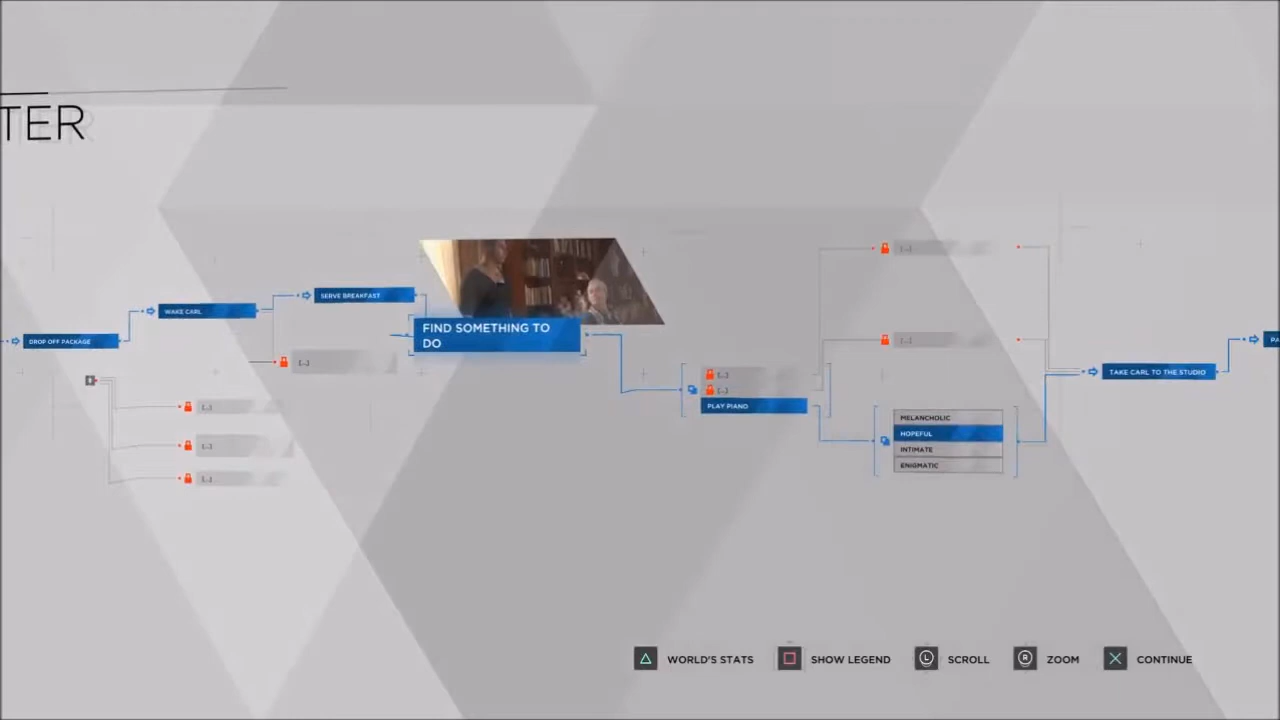 TER
DROP OFF PACKAGE
WAKE CARL
SERVE BREAKFAST
[...]
[...]
[...]
[...]
FIND SOMETHING TO
DO
[...]
[...]
PLAY PIANO
[...]
[...]
MELANCHOLIC
HOPEFUL
INTIMATE
ENIGMATIC
TAKE CARL TO THE STUDIO
PA
WORLD'S STATS
SHOW LEGEND
L
SCROLL
R
ZOOM
CONTINUE